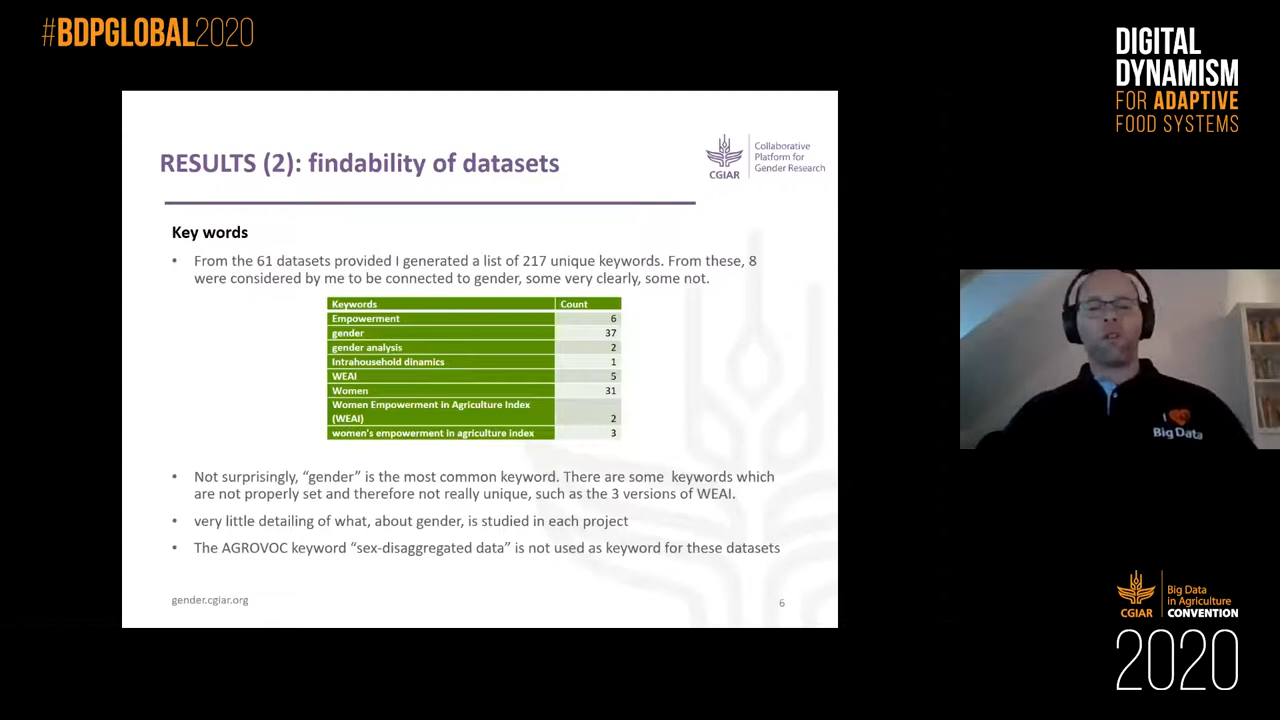 #BDPGLOBAL2020
DIGITAL
DYNAMISM
FOR ADAPTIVE
FOOD SYSTEMS
RESULTS (2): findability of datasets
CGIAR
Collaborative
Platform for
Gender Research
Key words
• From the 61 datasets provided I generated a list of 217 unique keywords. From these, 8
were considered by me to be connected to gender, some very clearly, some not.
Keywords Count
Empowerment 6
gender 37
gender analysis 2
Intrahousehold dinamics 1
WEAI 5
Women 31
Women Empowerment in Agriculture Index
(WEAI) 2
women's empowerment in agriculture index 3
• Not surprisingly, “gender” is the most common keyword. There are some keywords which
are not properly set and therefore not really unique, such as the 3 versions of WEAI.
• very little detailing of what, about gender, is studied in each project
• The AGROVOC keyword “sex-disaggregated data” is not used as keyword for these datasets
gender.cgiar.org
6
I
Big Data
CGIAR
Big Data
in Agriculture
CONVENTION
2020